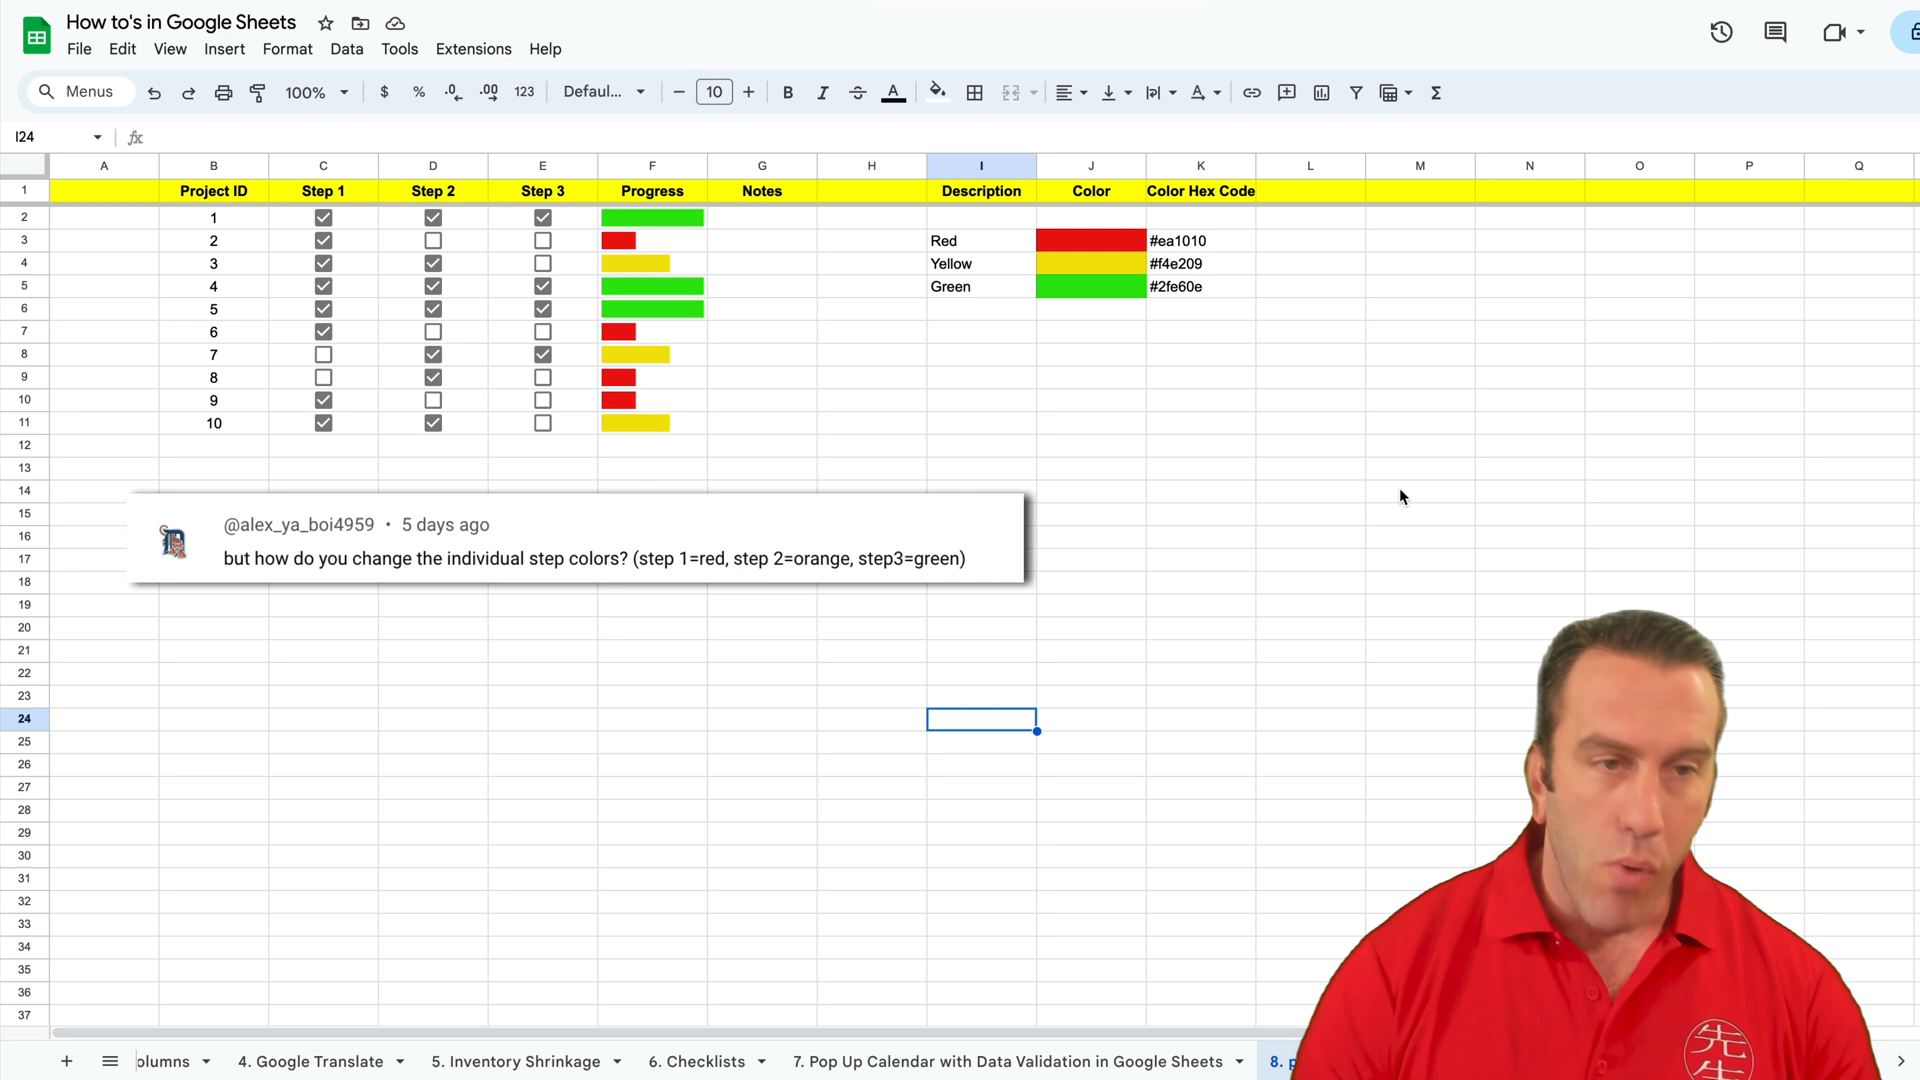 How to's in Google Sheets
File Edit View Insert Format Data Tools Extensions Help
Menus 100% $ % .0 .00 123 Defaul... 10 B I A Σ
I24 fx
A B C D E F G H I J K L M N O P Q
1 Project ID Step 1 Step 2 Step 3 Progress Notes Description Color Color Hex Code
2 1
3 2 Red #ea1010
4 3 Yellow #f4e209
5 4 Green #2fe60e
6 5
7 6
8 7
9 8
10 9
11 10
12
13
14
15
16
17
18
19
20
21
22
23
24
25
26
27
28
29
30
31
32
33
34
35
36
37
@alex_ya_boi4959 • 5 days ago
but how do you change the individual step colors? (step 1=red, step 2=orange, step3=green)
先生
olumns 4. Google Translate 5. Inventory Shrinkage 6. Checklists 7. Pop Up Calendar with Data Validation in Google Sheets 8. p